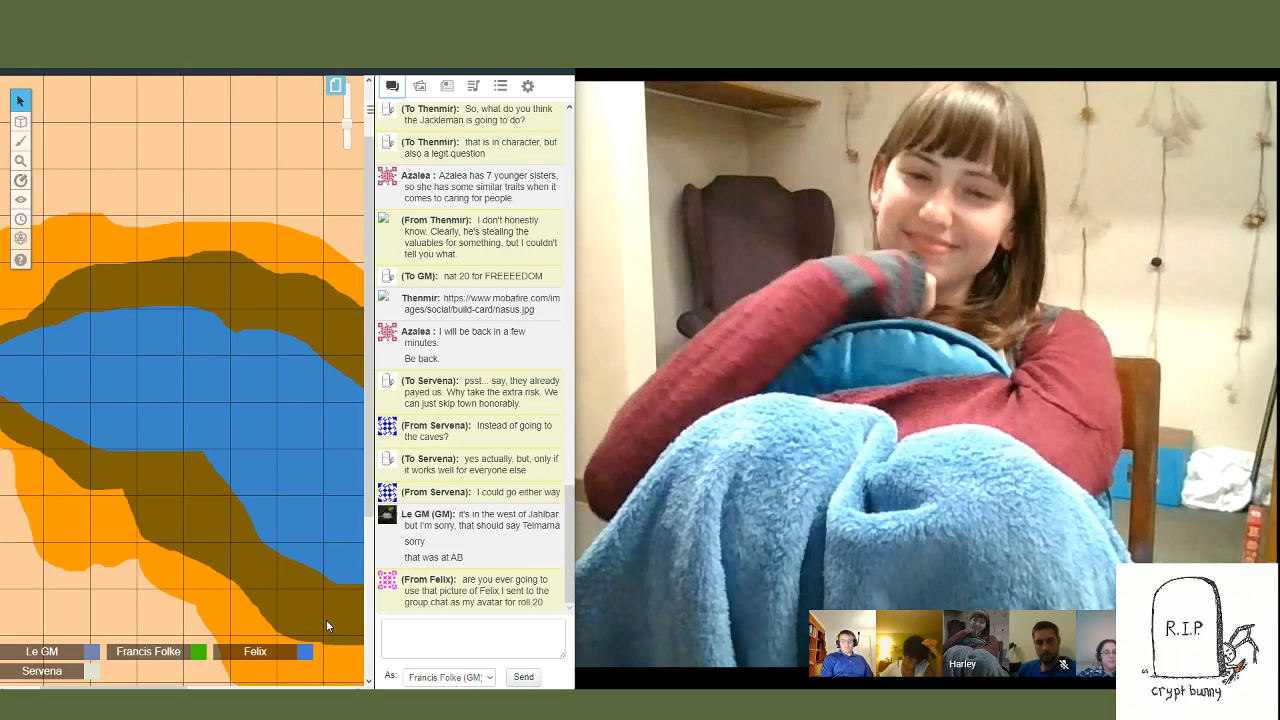 (To Thenmir): So, what do you think
the Jackleman is going to do?
(To Thenmir): that is in character, but
also a legit question
Azalea : Azalea has 7 younger sisters,
so she has some similar traits when it
comes to caring for people.
(From Thenmir): I don't honestly
know. Clearly, he's stealing the
valuables for something, but I couldn't
tell you what.
(To GM): nat 20 for FREEEEDOM
Thenmir: https://www.mobafire.com/im
ages/social/build-card/nasus.jpg
Azalea : I will be back in a few
minutes.
Be back.
(To Servena): psst... say, they already
payed us. Why take the extra risk. We
can just skip town honorably.
(From Servena): Instead of going to
the caves?
(To Servena): yes actually, but, only if
it works well for everyone else
(From Servena): I could go either way
Le GM (GM): it's in the west of Jahlbar
but I'm sorry, that should say Telmarna
sorry
that was at AB
(From Felix): are you ever going to
use that picture of Felix I sent to the
group chat as my avatar for roll 20
Le GM
Francis Folke
Felix
Servena
As:
Francis Folke (GM)
Send
Harley
R.I.P.
crypt bunny